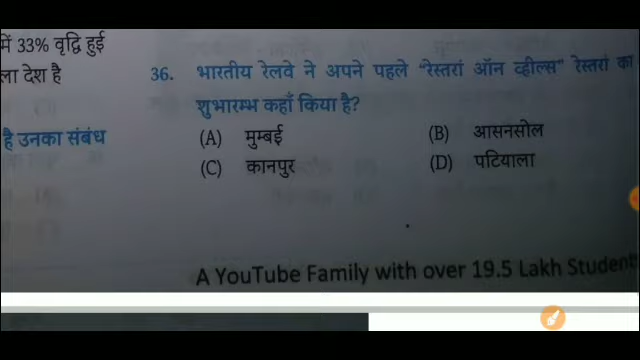 में 33% वृद्धि हुई
ला देश है
है उनका संबंध
36. भारतीय रेलवे ने अपने पहले "रेस्तरां ऑन व्हील्स" रेस्तरां का
शुभारम्भ कहाँ किया है?
(A) मुम्बई (B) आसनसोल
(C) कानपुर (D) पटियाला
A YouTube Family with over 19.5 Lakh Student